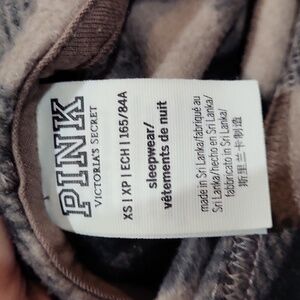 PINK
VICTORIA'S SECRET
XS | XP | ECH | 165/84A
sleepwear/
vêtements de nuit
made in Sri Lanka/fabriqué au
Sri Lanka/hecho en Sri Lanka/
fabbricato in Sri Lanka/
斯里兰卡制造